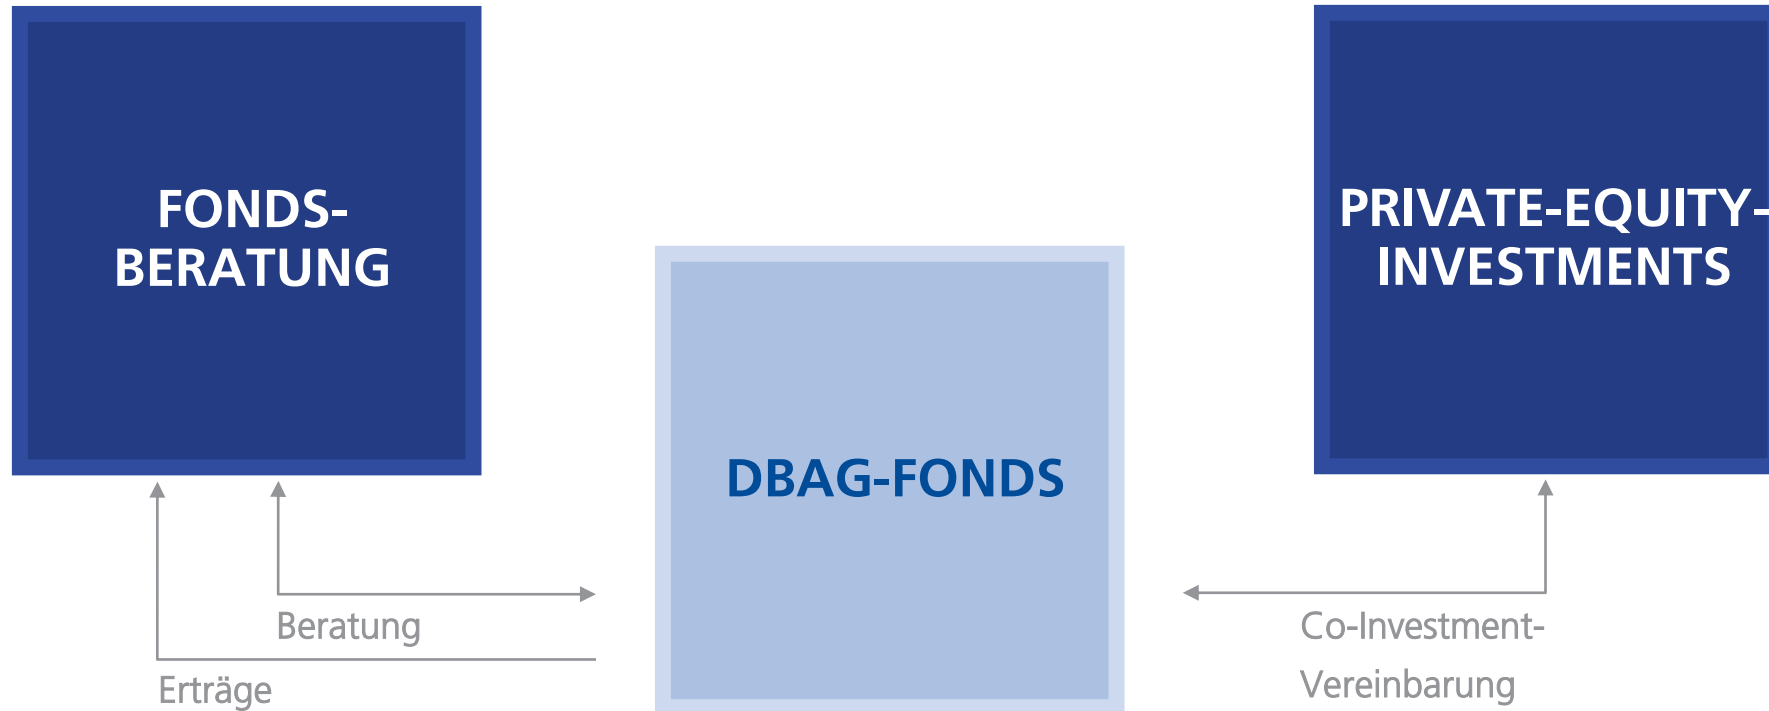 FONDS-
BERATUNG
PRIVATE-EQUITY-
INVESTMENTS
DBAG-FONDS
Beratung
Erträge
Co-Investment-
Vereinbarung